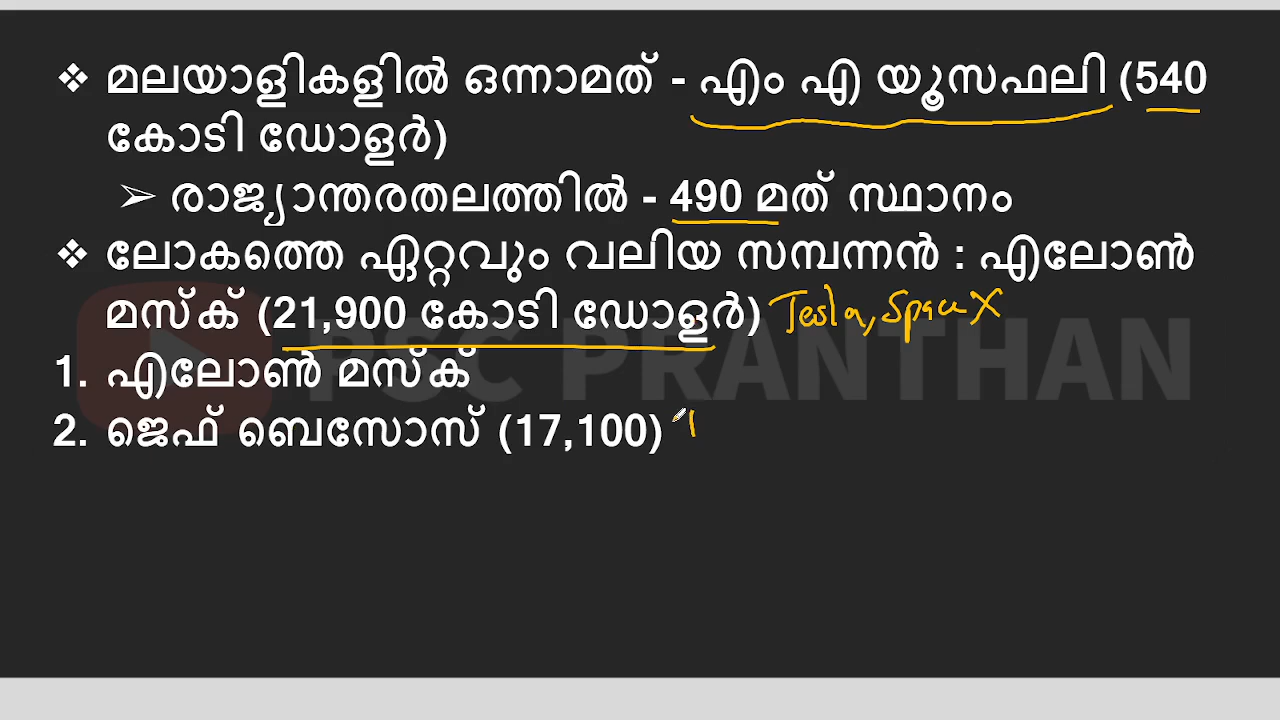 ❖ മലയാളികളിൽ ഒന്നാമത് - എം എ യൂസഫലി (540
കോടി ഡോളർ)
➢ രാജ്യാന്തരതലത്തിൽ - 490 മത് സ്ഥാനം
❖ ലോകത്തെ ഏറ്റവും വലിയ സമ്പന്നൻ : എലോൺ
മസ്ക് (21,900 കോടി ഡോളർ) Tesla, SpaceX
1. എലോൺ മസ്ക്
2. ജെഫ് ബെസോസ് (17,100)
PSC PRANTHAN